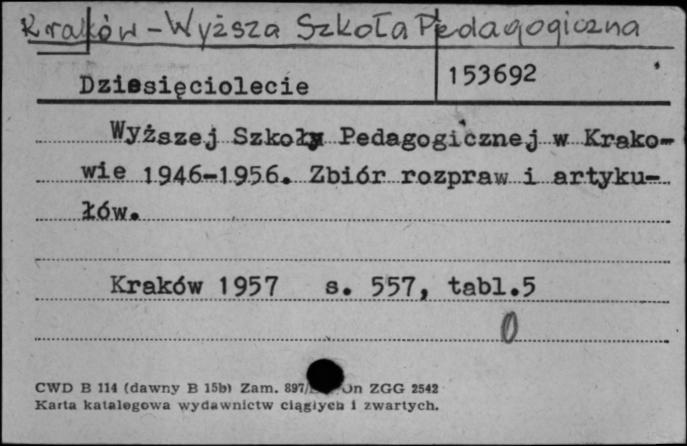 Kraków - Wyższa Szkoła Pedagogiczna
Dziesięciolecie
153692
Wyższej Szkoły Pedagogicznej w Krako-
wie 1946-1956. Zbiór rozpraw i artyku-
łów.
Kraków 1957 s. 557, tabl.5
0
CWD B 114 (dawny B 15b) Zam. 897/ Un ZGG 2542
Karta katalogowa wydawnictw ciągłych i zwartych.